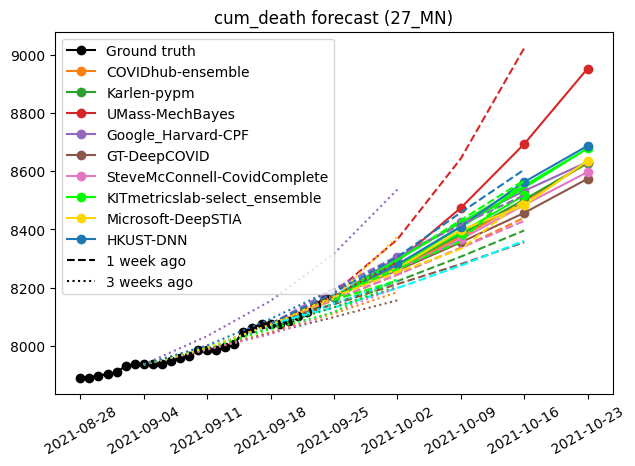 cum_death forecast (27_MN)
9000
8800
8600
8400
8200
8000
Ground truth
COVIDhub-ensemble
Karlen-pypm
UMass-MechBayes
Google_Harvard-CPF
GT-DeepCOVID
SteveMcConnell-CovidComplete
KITmetricslab-select_ensemble
Microsoft-DeepSTIA
HKUST-DNN
1 week ago
3 weeks ago
2021-08-28
2021-09-04
2021-09-11
2021-09-18
2021-09-25
2021-10-02
2021-10-09
2021-10-16
2021-10-23